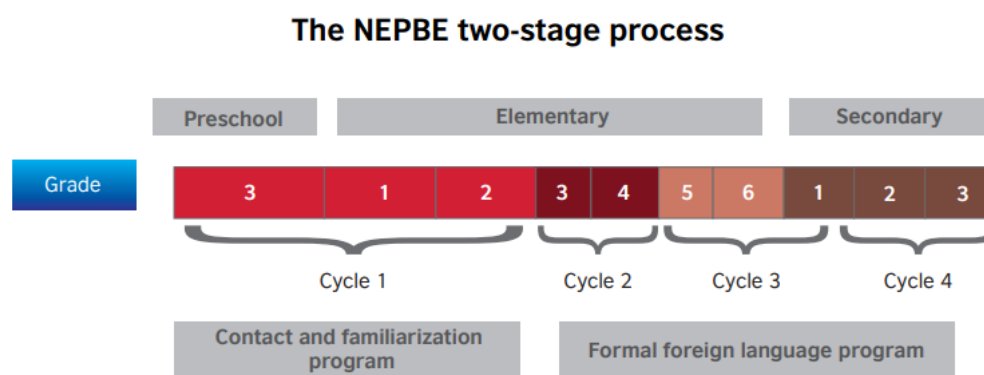 The NEPBE two-stage process
Preschool
Elementary
Secondary
Grade
3
1
2
3
4
5
6
1
2
3
Cycle 1
Cycle 2
Cycle 3
Cycle 4
Contact and familiarization
program
Formal foreign language program